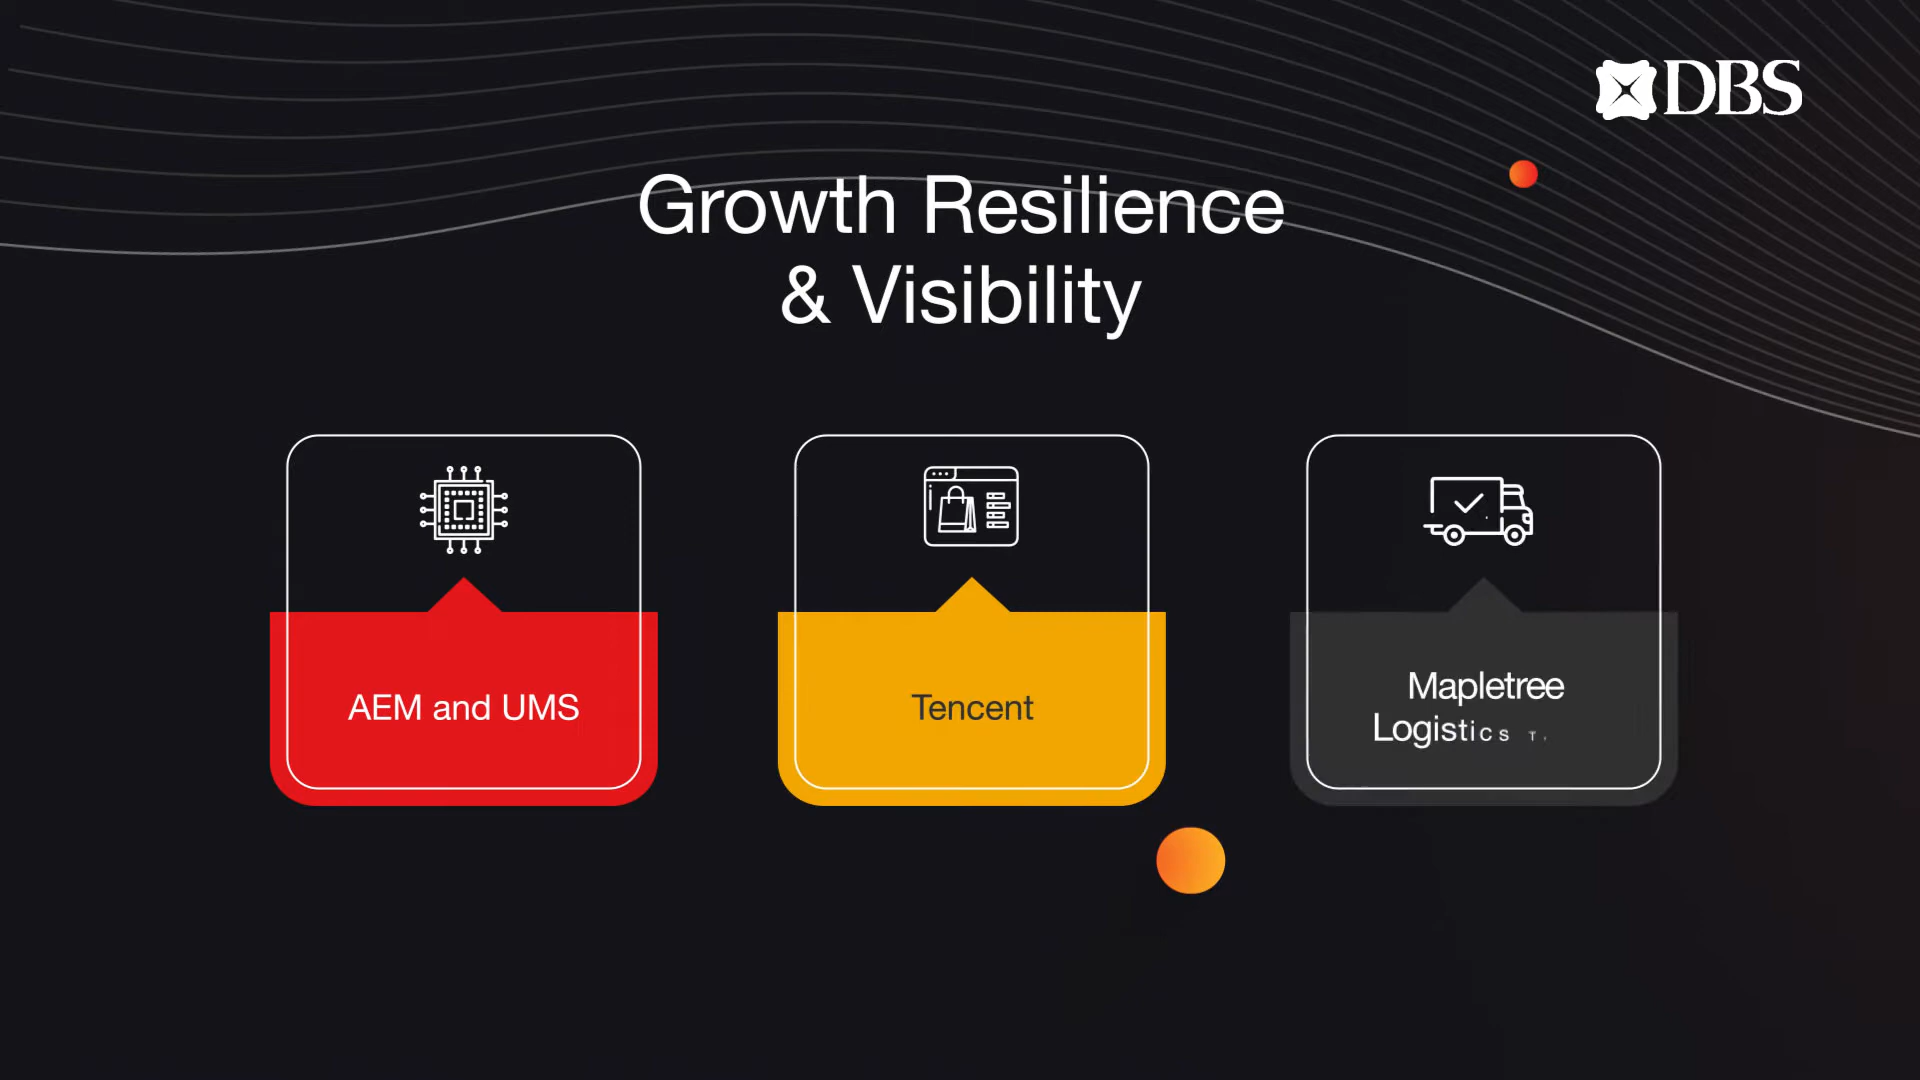 DBS
Growth Resilience
& Visibility
AEM and UMS
Tencent
Mapletree
Logistics